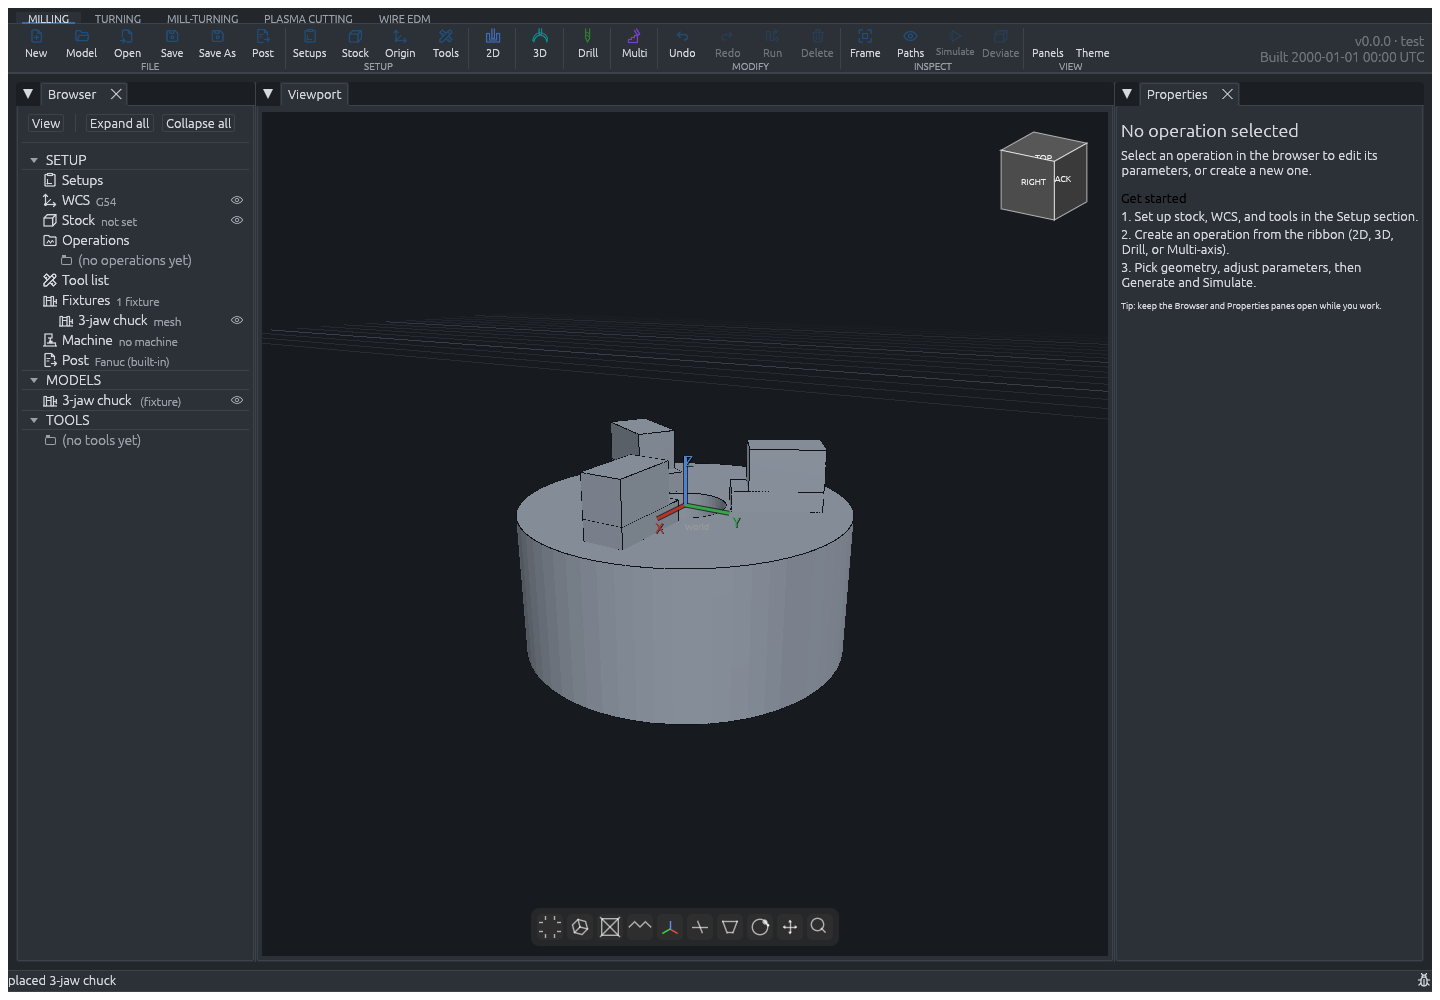 MILLING TURNING MILL-TURNING PLASMA CUTTING WIRE EDM
New Model Open Save Save As Post Setups Stock Origin Tools 2D 3D Drill Multi Undo Redo Run Delete Frame Paths Simulate Deviate Panels Theme
FILE SETUP MODIFY INSPECT VIEW
v0.0.0 · test
Built 2000-01-01 00:00 UTC
Browser
View Expand all Collapse all
SETUP
Setups
WCS G54
Stock not set
Operations
(no operations yet)
Tool list
Fixtures 1 fixture
3-jaw chuck mesh
Machine no machine
Post Fanuc (built-in)
MODELS
3-jaw chuck (fixture)
TOOLS
(no tools yet)
Viewport
TOP
RIGHT ACK
Z
X Y
world
Properties
No operation selected
Select an operation in the browser to edit its
parameters, or create a new one.
Get started
1. Set up stock, WCS, and tools in the Setup section.
2. Create an operation from the ribbon (2D, 3D,
Drill, or Multi-axis).
3. Pick geometry, adjust parameters, then
Generate and Simulate.
Tip: keep the Browser and Properties panes open while you work.
placed 3-jaw chuck